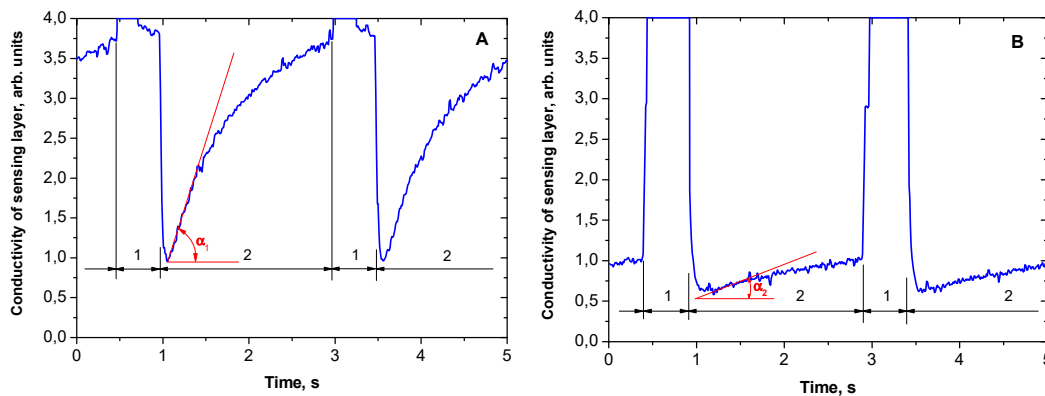 A
Conductivity of sensing layer, arb. units
4,0
3,5
3,0
2,5
2,0
1,5
1,0
0,5
0,0
α1
1 2 1 2
0 1 2 3 4 5
Time, s
B
Conductivity of sensing layer, arb. units
4,0
3,5
3,0
2,5
2,0
1,5
1,0
0,5
0,0
α2
1 2 1 2
0 1 2 3 4 5
Time, s